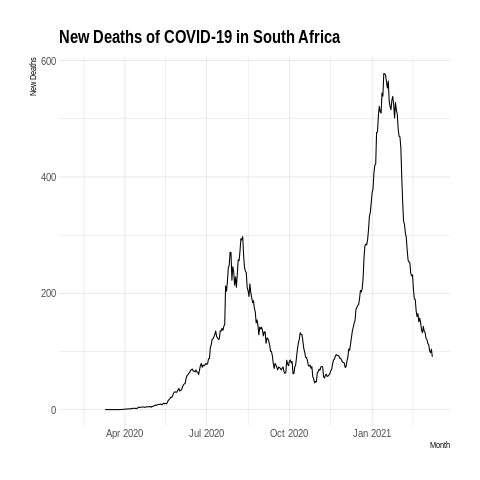 New Deaths of COVID-19 in South Africa
New Deaths
600
400
200
0
Apr 2020 Jul 2020 Oct 2020 Jan 2021
Month